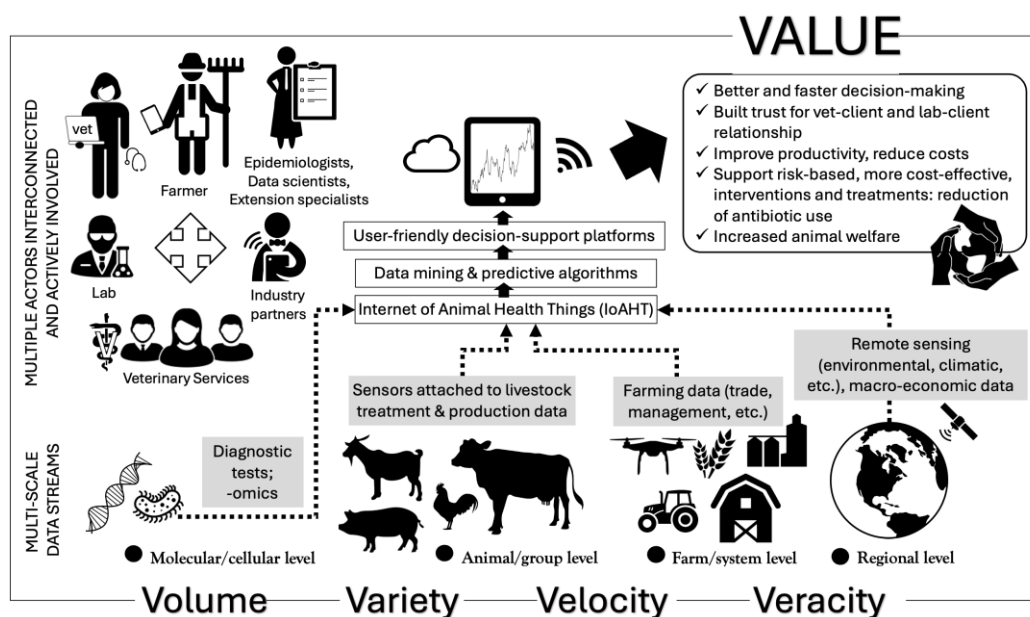 VALUE
MULTIPLE ACTORS INTERCONNECTED
AND ACTIVELY INVOLVED
vet
Farmer
Epidemiologists,
Data scientists,
Extension specialists
Lab
Industry
partners
Veterinary Services
✓ Better and faster decision-making
✓ Built trust for vet-client and lab-client
relationship
✓ Improve productivity, reduce costs
✓ Support risk-based, more cost-effective,
interventions and treatments: reduction
of antibiotic use
✓ Increased animal welfare
User-friendly decision-support platforms
Data mining & predictive algorithms
Internet of Animal Health Things (IoAHT)
MULTI-SCALE
DATA STREAMS
Diagnostic
tests;
-omics
Sensors attached to livestock
treatment & production data
Farming data (trade,
management, etc.)
Remote sensing
(environmental, climatic,
etc.), macro-economic data
● Molecular/cellular level
● Animal/group level
● Farm/system level
● Regional level
Volume
Variety
Velocity
Veracity